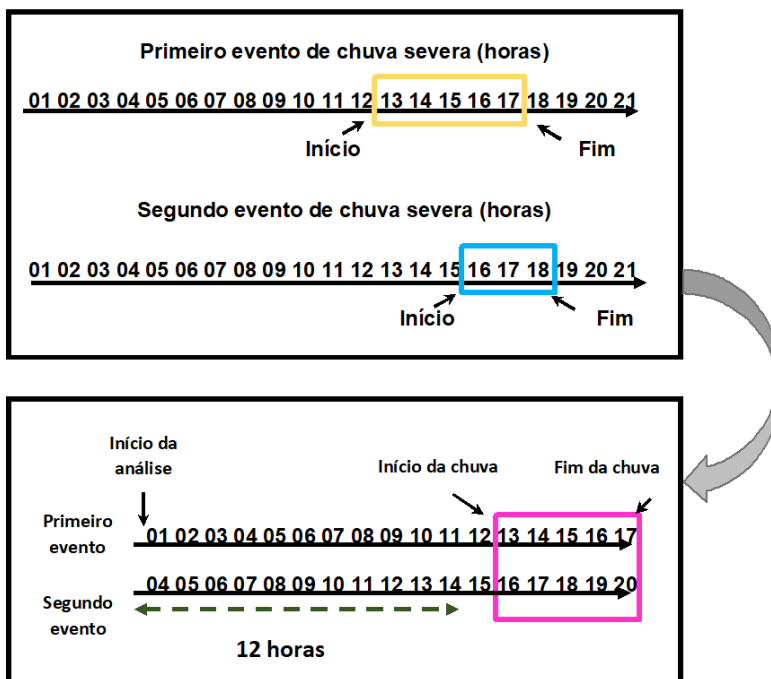 Primeiro evento de chuva severa (horas)
01 02 03 04 05 06 07 08 09 10 11 12 13 14 15 16 17 18 19 20 21
Início Fim
Segundo evento de chuva severa (horas)
01 02 03 04 05 06 07 08 09 10 11 12 13 14 15 16 17 18 19 20 21
Início Fim
Início da
análise
Início da chuva Fim da chuva
Primeiro
evento
01 02 03 04 05 06 07 08 09 10 11 12 13 14 15 16 17
04 05 06 07 08 09 10 11 12 13 14 15 16 17 18 19 20
Segundo
evento
12 horas